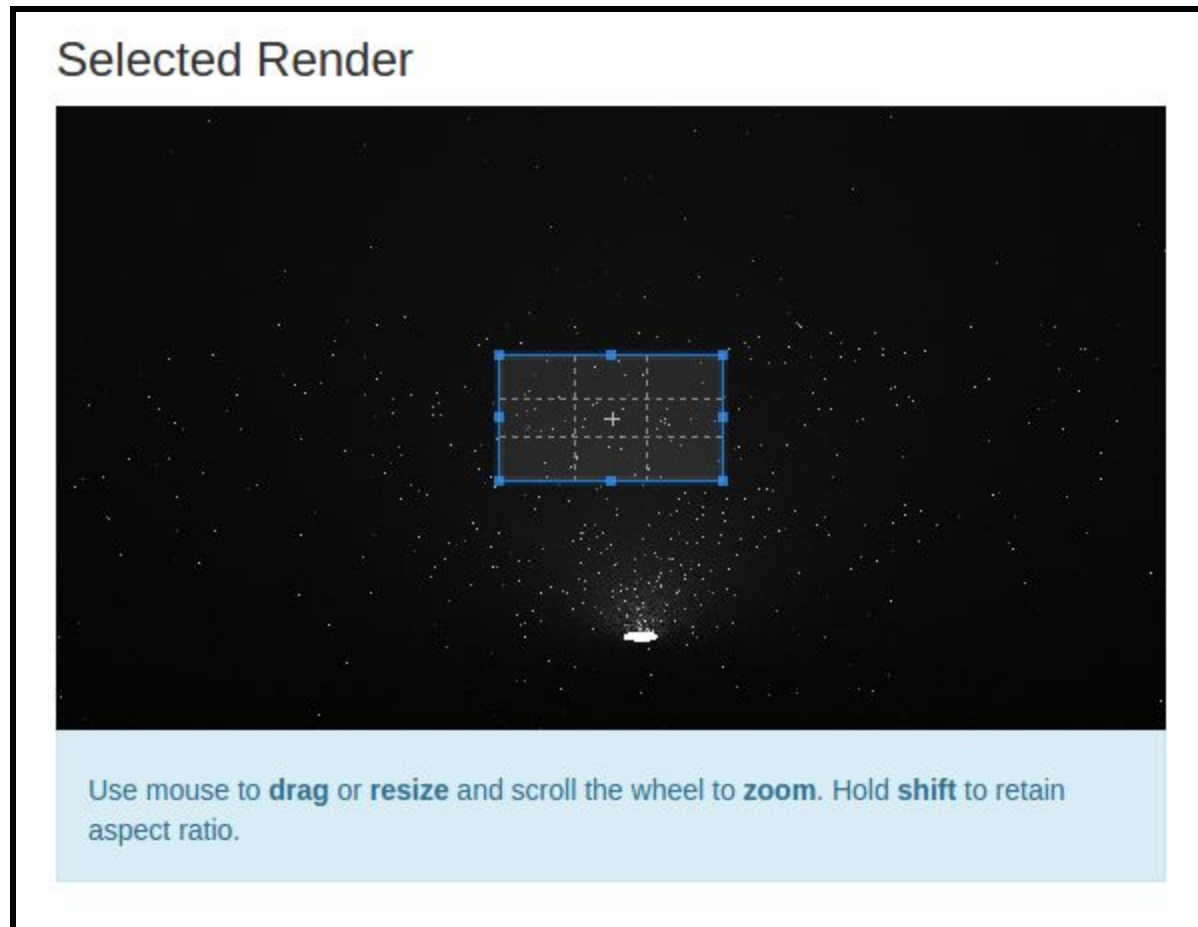 Selected Render
Use mouse to drag or resize and scroll the wheel to zoom. Hold shift to retain
aspect ratio.